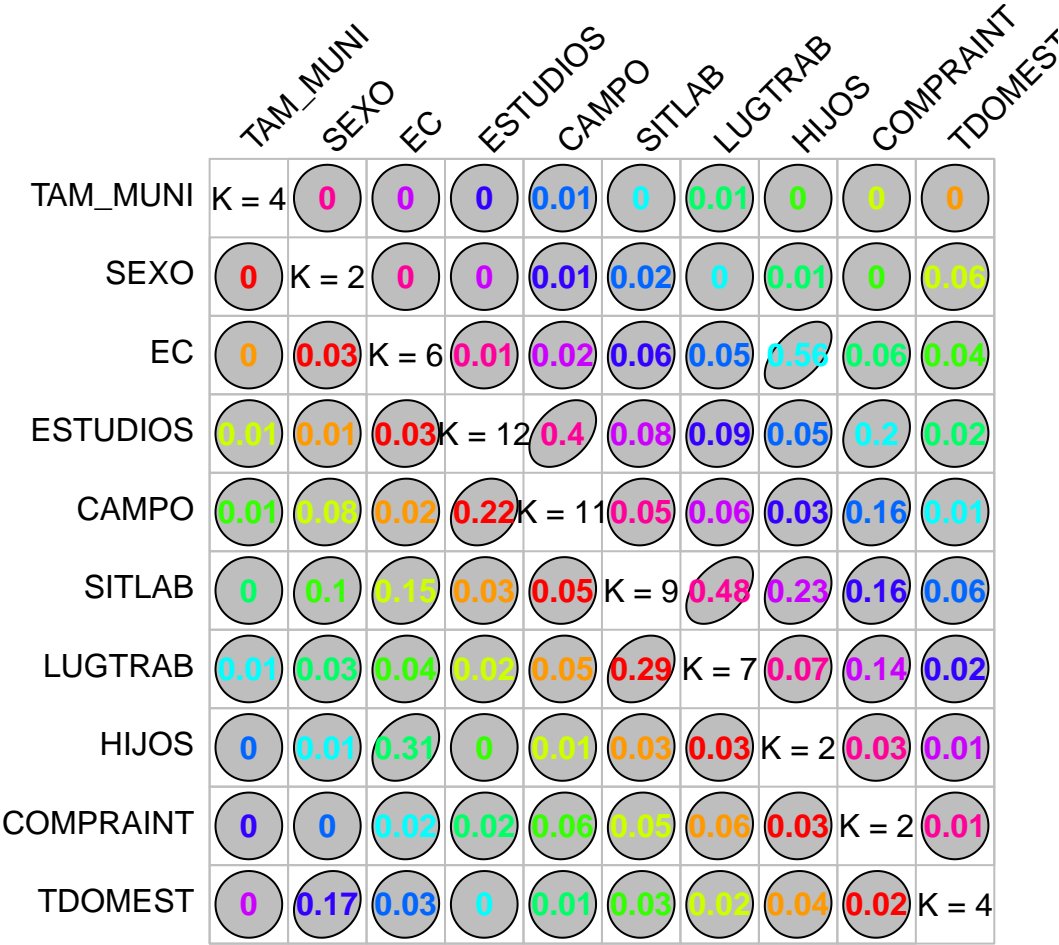 TAM_MUNI SEXO EC ESTUDIOS CAMPO SITLAB LUGTRAB HIJOS COMPRAINT TDOMEST
TAM_MUNI K = 4 0 0 0 0.01 0 0.01 0 0 0
SEXO 0 K = 2 0 0 0.01 0.02 0 0.01 0 0.06
EC 0 0.03 K = 6 0.01 0.02 0.06 0.05 0.56 0.06 0.04
ESTUDIOS 0.01 0.01 0.03 K = 12 0.4 0.08 0.09 0.05 0.2 0.02
CAMPO 0.01 0.08 0.02 0.22 K = 11 0.05 0.06 0.03 0.16 0.01
SITLAB 0 0.1 0.15 0.03 0.05 K = 9 0.48 0.23 0.16 0.06
LUGTRAB 0.01 0.03 0.04 0.02 0.05 0.29 K = 7 0.07 0.14 0.02
HIJOS 0 0.01 0.31 0 0.01 0.03 0.03 K = 2 0.03 0.01
COMPRAINT 0 0 0.02 0.02 0.06 0.05 0.06 0.03 K = 2 0.01
TDOMEST 0 0.17 0.03 0 0.01 0.03 0.02 0.04 0.02 K = 4